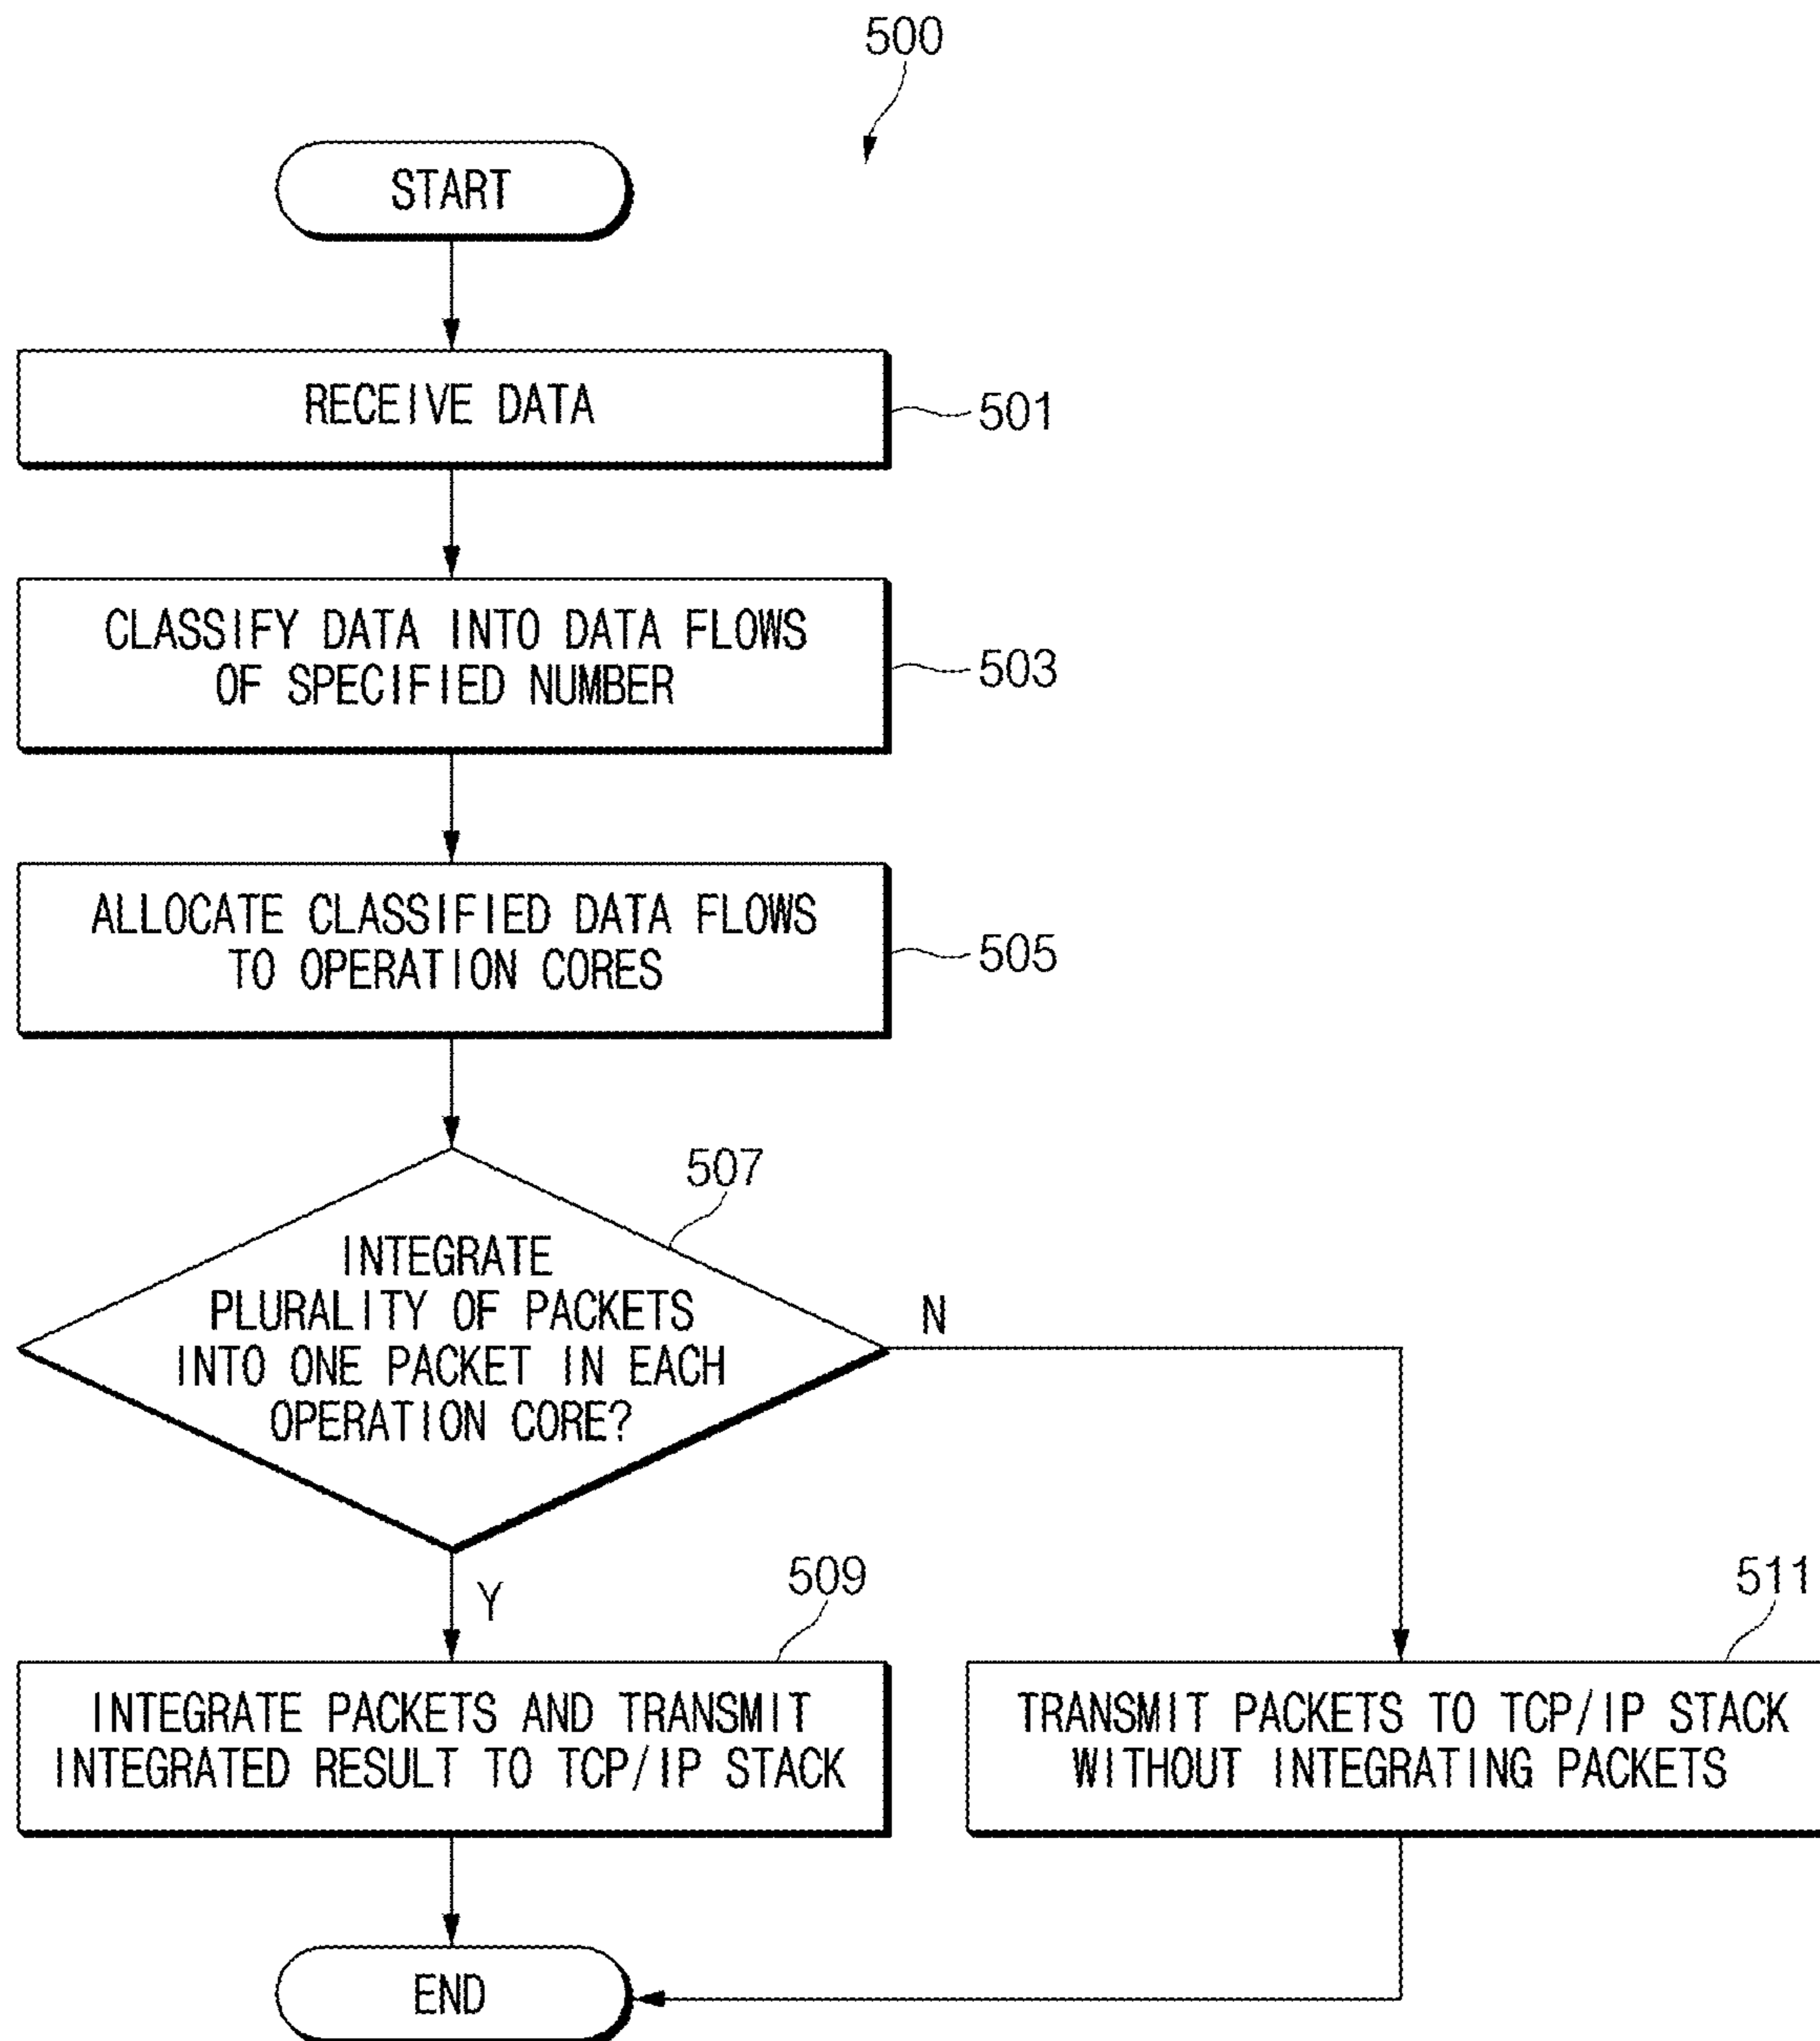 500
START
RECEIVE DATA
501
CLASSIFY DATA INTO DATA FLOWS
OF SPECIFIED NUMBER
503
ALLOCATE CLASSIFIED DATA FLOWS
TO OPERATION CORES
505
507
INTEGRATE
PLURALITY OF PACKETS
INTO ONE PACKET IN EACH
OPERATION CORE?
N
Y
509
INTEGRATE PACKETS AND TRANSMIT
INTEGRATED RESULT TO TCP/IP STACK
511
TRANSMIT PACKETS TO TCP/IP STACK
WITHOUT INTEGRATING PACKETS
END